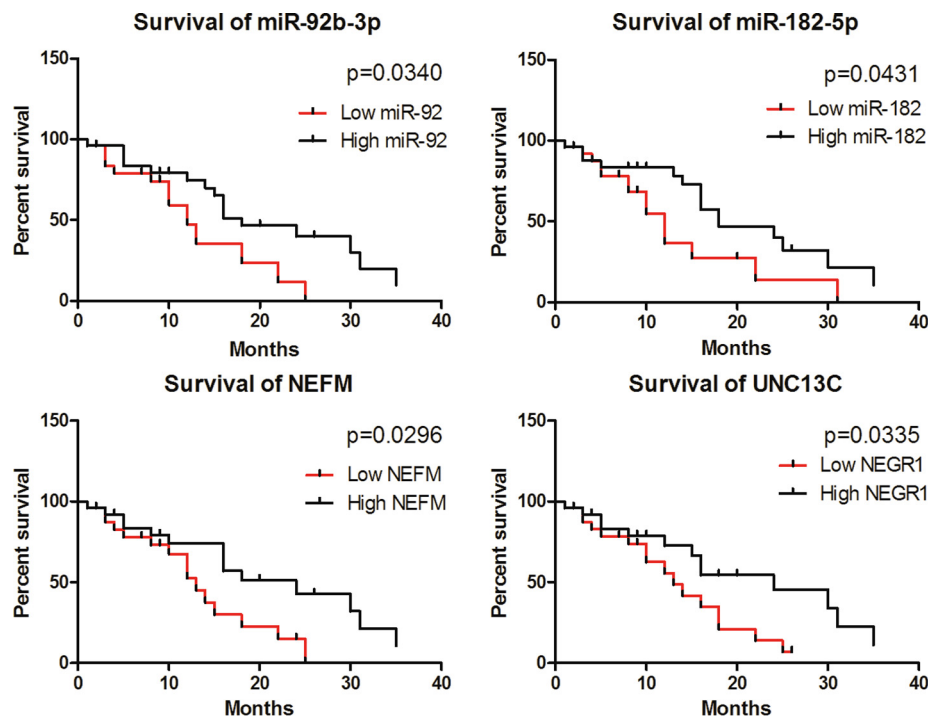 Survival of miR-92b-3p
p=0.0340
Low miR-92
High miR-92
Percent survival
150
100
50
0
0 10 20 30 40
Months
Survival of miR-182-5p
p=0.0431
Low miR-182
High miR-182
Percent survival
150
100
50
0
0 10 20 30 40
Months
Survival of NEFM
p=0.0296
Low NEFM
High NEFM
Percent survival
150
100
50
0
0 10 20 30 40
Months
Survival of UNC13C
p=0.0335
Low NEGR1
High NEGR1
Percent survival
150
100
50
0
0 10 20 30 40
Months